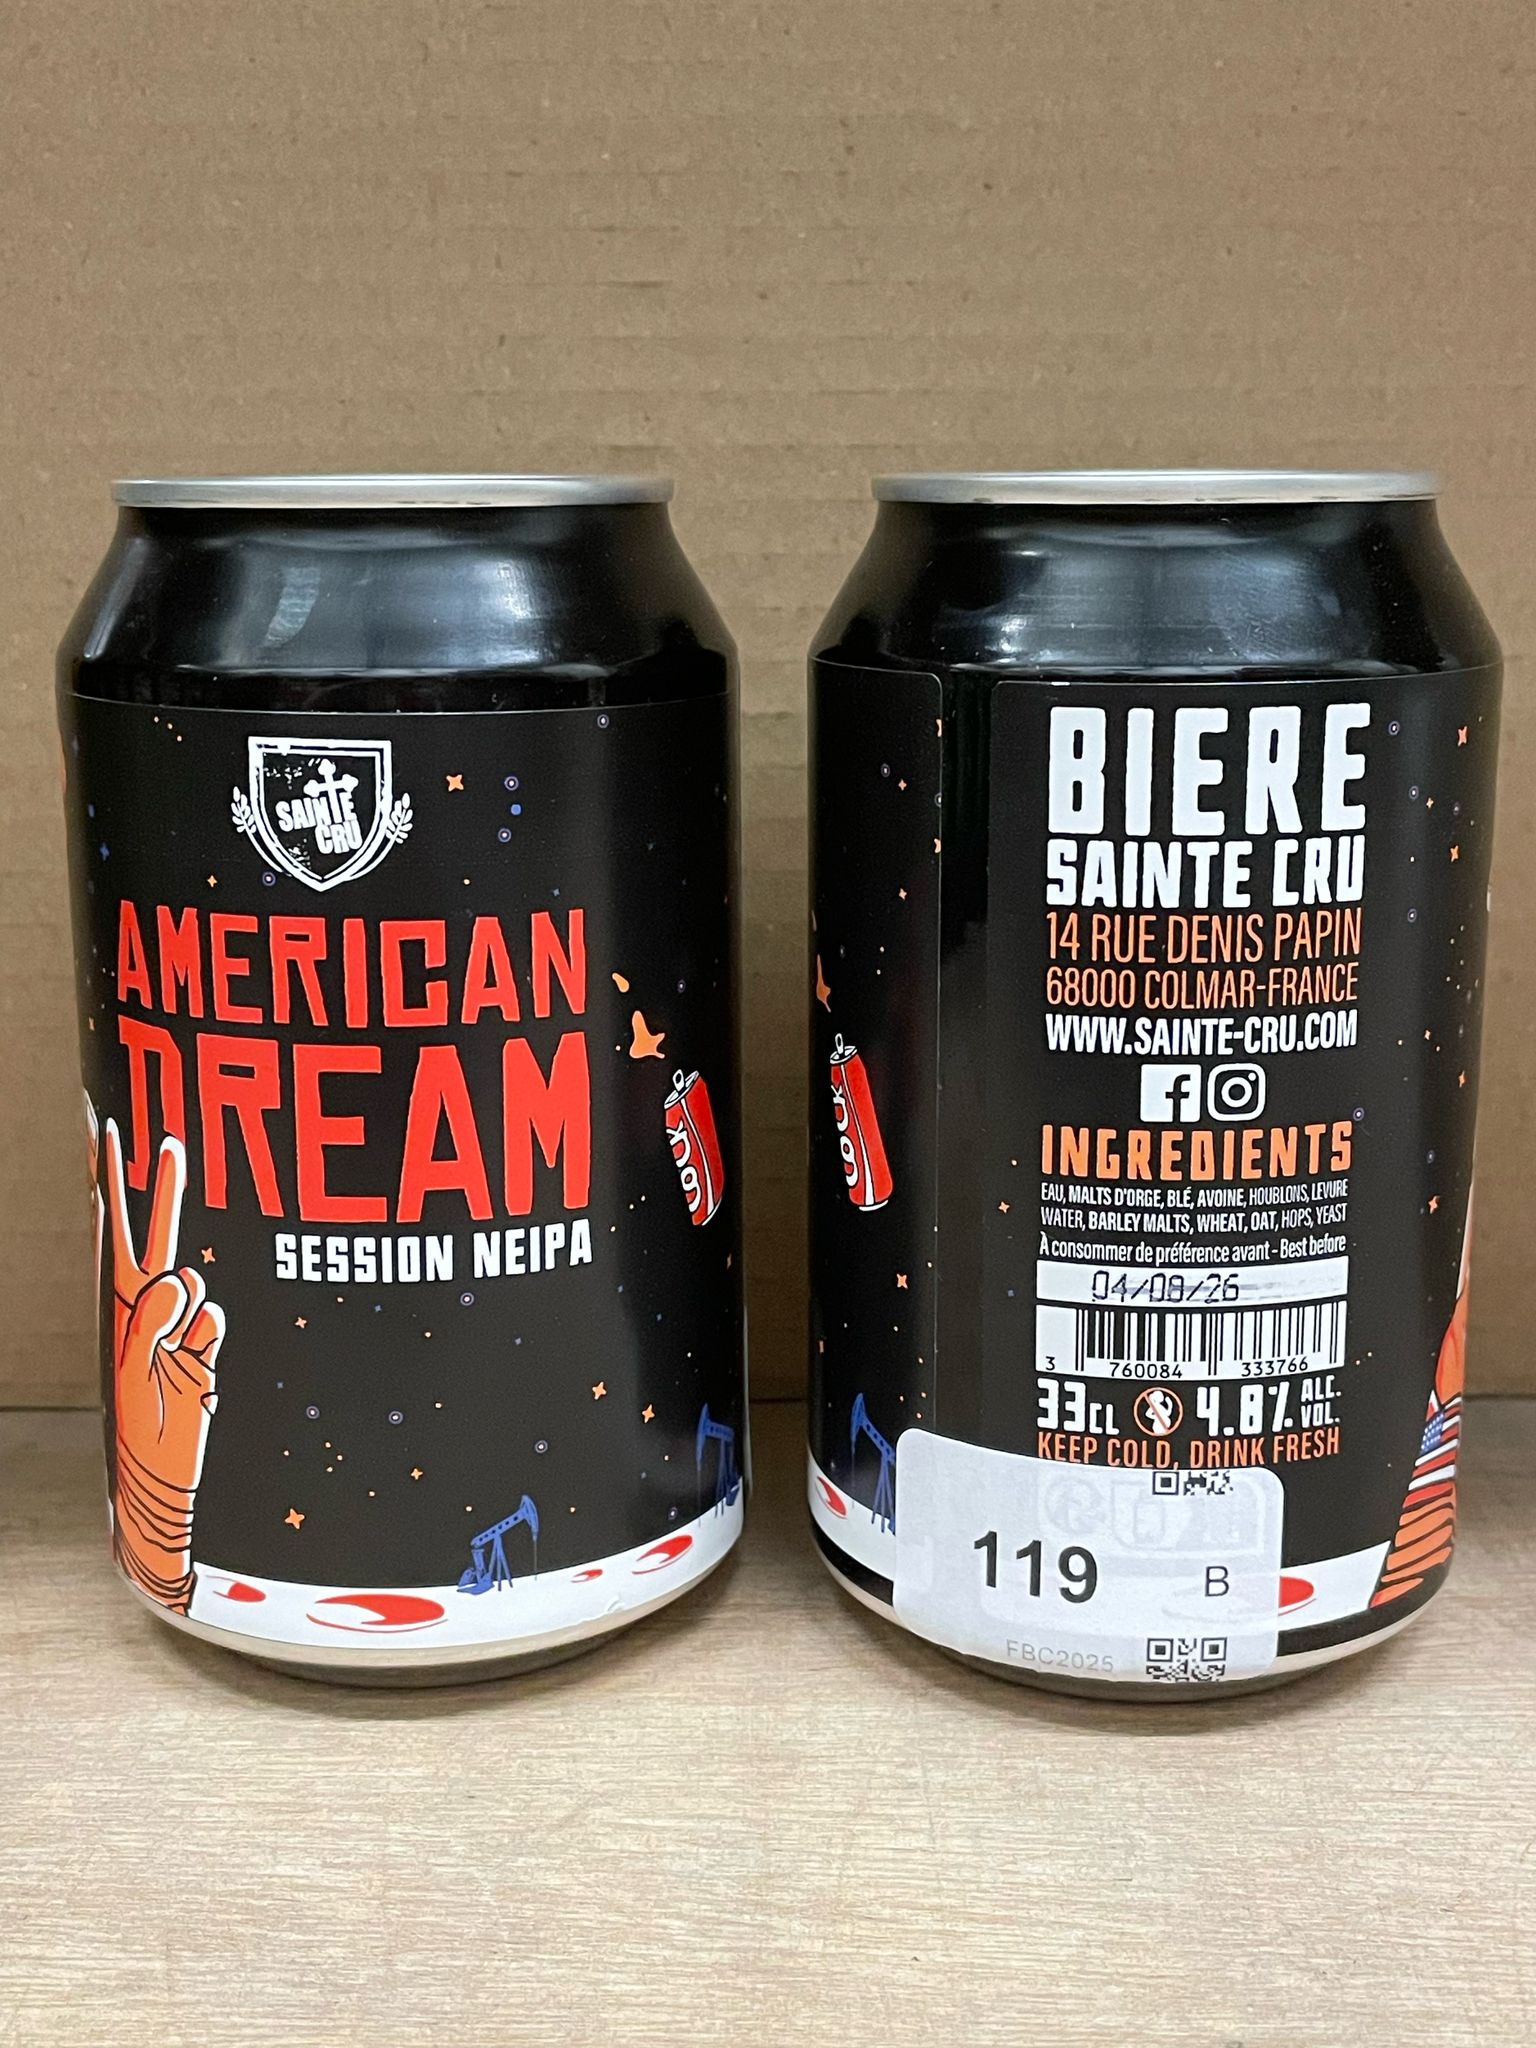 SAINTE
CRU
AMERICAN
DREAM
SESSION NEIPA
BIERE
SAINTE CRU
14 RUE DENIS PAPIN
68000 COLMAR-FRANCE
WWW.SAINTE-CRU.COM
INGREDIENTS
EAU, MALTS D'ORGE, BLÉ, AVOINE, HOUBLONS, LEVURE
WATER, BARLEY MALTS, WHEAT, OAT, HOPS, YEAST
À consommer de préférence avant - Best before
04/08/26
3 760084 333766
33CL 4.8% ALC. VOL.
KEEP COLD, DRINK FRESH
119 B
FBC2025